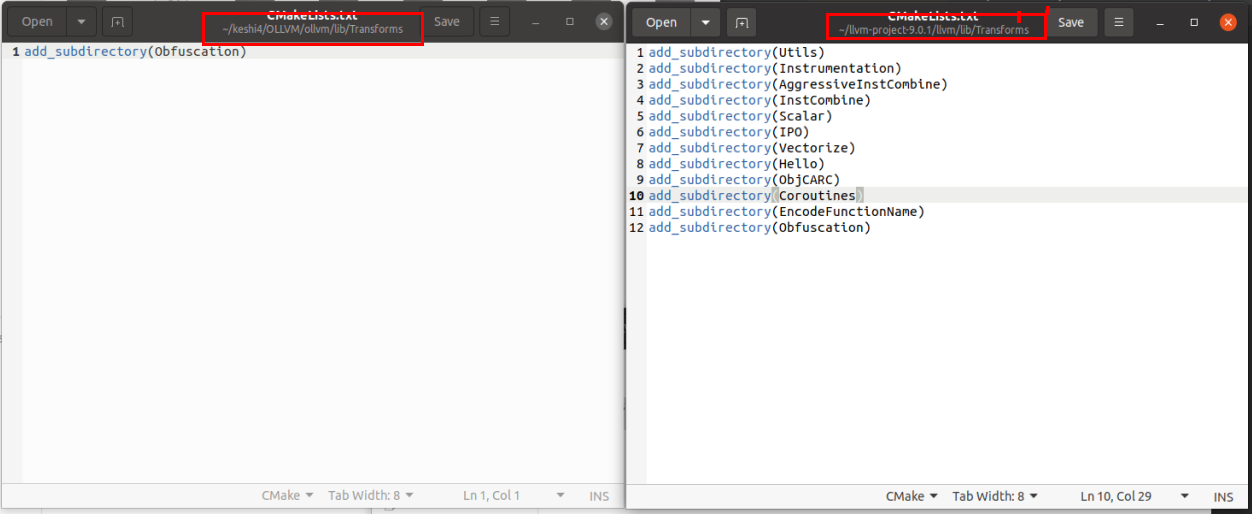 Open
CMakeLists.txt
~/keshi4/OLLVM/ollvm/lib/Transforms
Save
1 add_subdirectory(Obfuscation)
CMake
Tab Width: 8
Ln 1, Col 1
INS
Open
CMakeLists.txt
~/llvm-project-9.0.1/llvm/lib/Transforms
Save
1 add_subdirectory(Utils)
2 add_subdirectory(Instrumentation)
3 add_subdirectory(AggressiveInstCombine)
4 add_subdirectory(InstCombine)
5 add_subdirectory(Scalar)
6 add_subdirectory(IPO)
7 add_subdirectory(Vectorize)
8 add_subdirectory(Hello)
9 add_subdirectory(ObjCARC)
10 add_subdirectory(Coroutines)
11 add_subdirectory(EncodeFunctionName)
12 add_subdirectory(Obfuscation)
CMake
Tab Width: 8
Ln 10, Col 29
INS